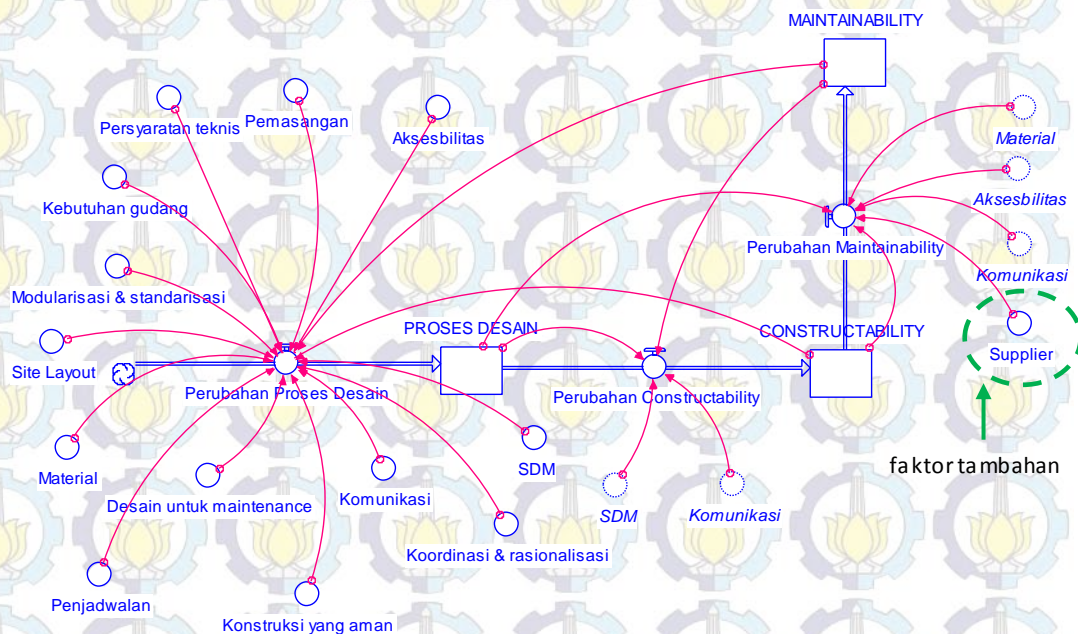 MAINTAINABILITY
Persyaratan teknis
Pemasangan
Aksesbilitas
Material
Aksesbilitas
Kebutuhan gudang
Perubahan Maintainability
Komunikasi
Modularisasi & standarisasi
PROSES DESAIN
CONSTRUCTABILITY
Supplier
Site Layout
Perubahan Proses Desain
Perubahan Constructability
faktor tambahan
Material
Desain untuk maintenance
Komunikasi
SDM
SDM
Komunikasi
Koordinasi & rasionalisasi
Penjadwalan
Konstruksi yang aman